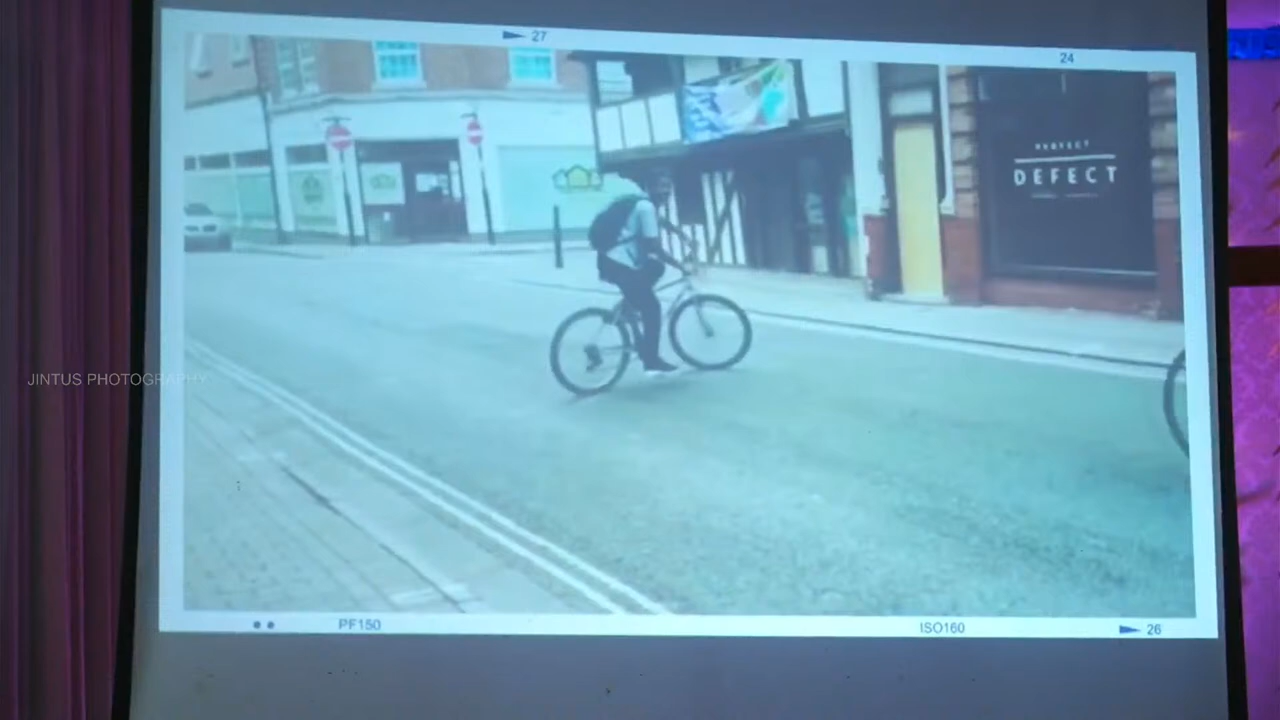 27
24
PERFECT
DEFECT
JINTUS PHOTOGRAPHY
PF150
ISO160
26